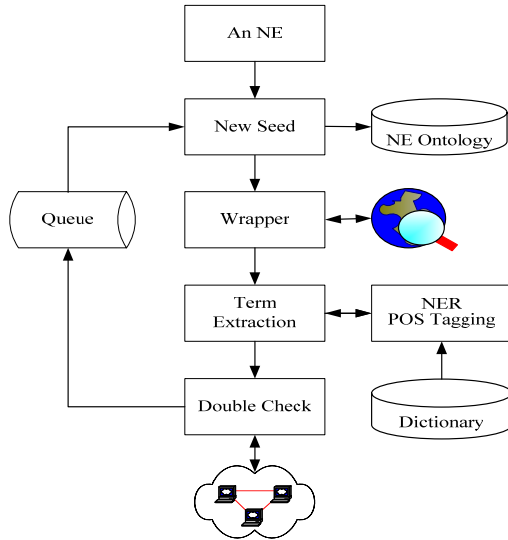 An NE
New Seed
NE Ontology
Queue
Wrapper
Term
Extraction
NER
POS Tagging
Double Check
Dictionary